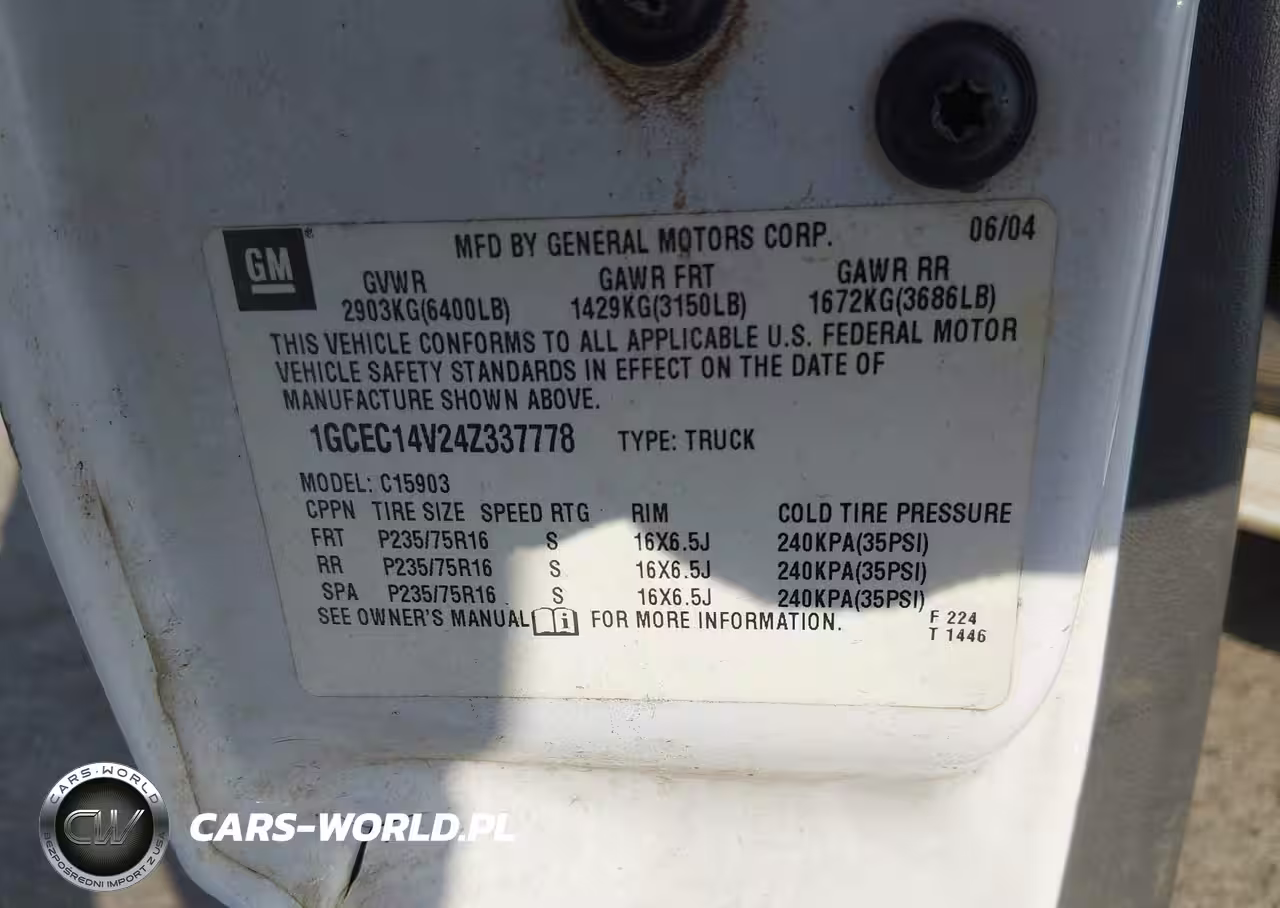 GM®
MFD BY GENERAL MOTORS CORP. 06/04
GVWR GAWR FRT GAWR RR
2903KG(6400LB) 1429KG(3150LB) 1672KG(3686LB)
THIS VEHICLE CONFORMS TO ALL APPLICABLE U.S. FEDERAL MOTOR
VEHICLE SAFETY STANDARDS IN EFFECT ON THE DATE OF
MANUFACTURE SHOWN ABOVE.
1GCEC14V24Z337778 TYPE: TRUCK
MODEL: C15903
CPPN TIRE SIZE SPEED RTG RIM COLD TIRE PRESSURE
FRT P235/75R16 S 16X6.5J 240KPA(35PSI)
RR P235/75R16 S 16X6.5J 240KPA(35PSI)
SPA P235/75R16 S 16X6.5J 240KPA(35PSI)
SEE OWNER'S MANUAL i FOR MORE INFORMATION.
F 224
T 1446
CARS-WORLD
CW
BEZPOŚREDNI IMPORT Z USA
CARS-WORLD.PL